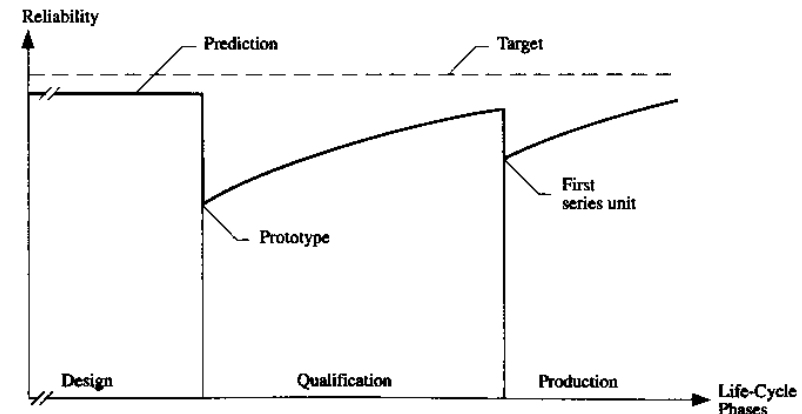 Reliability
Prediction
Target
First
series unit
Prototype
Design
Qualification
Production
Life-Cycle
Phases